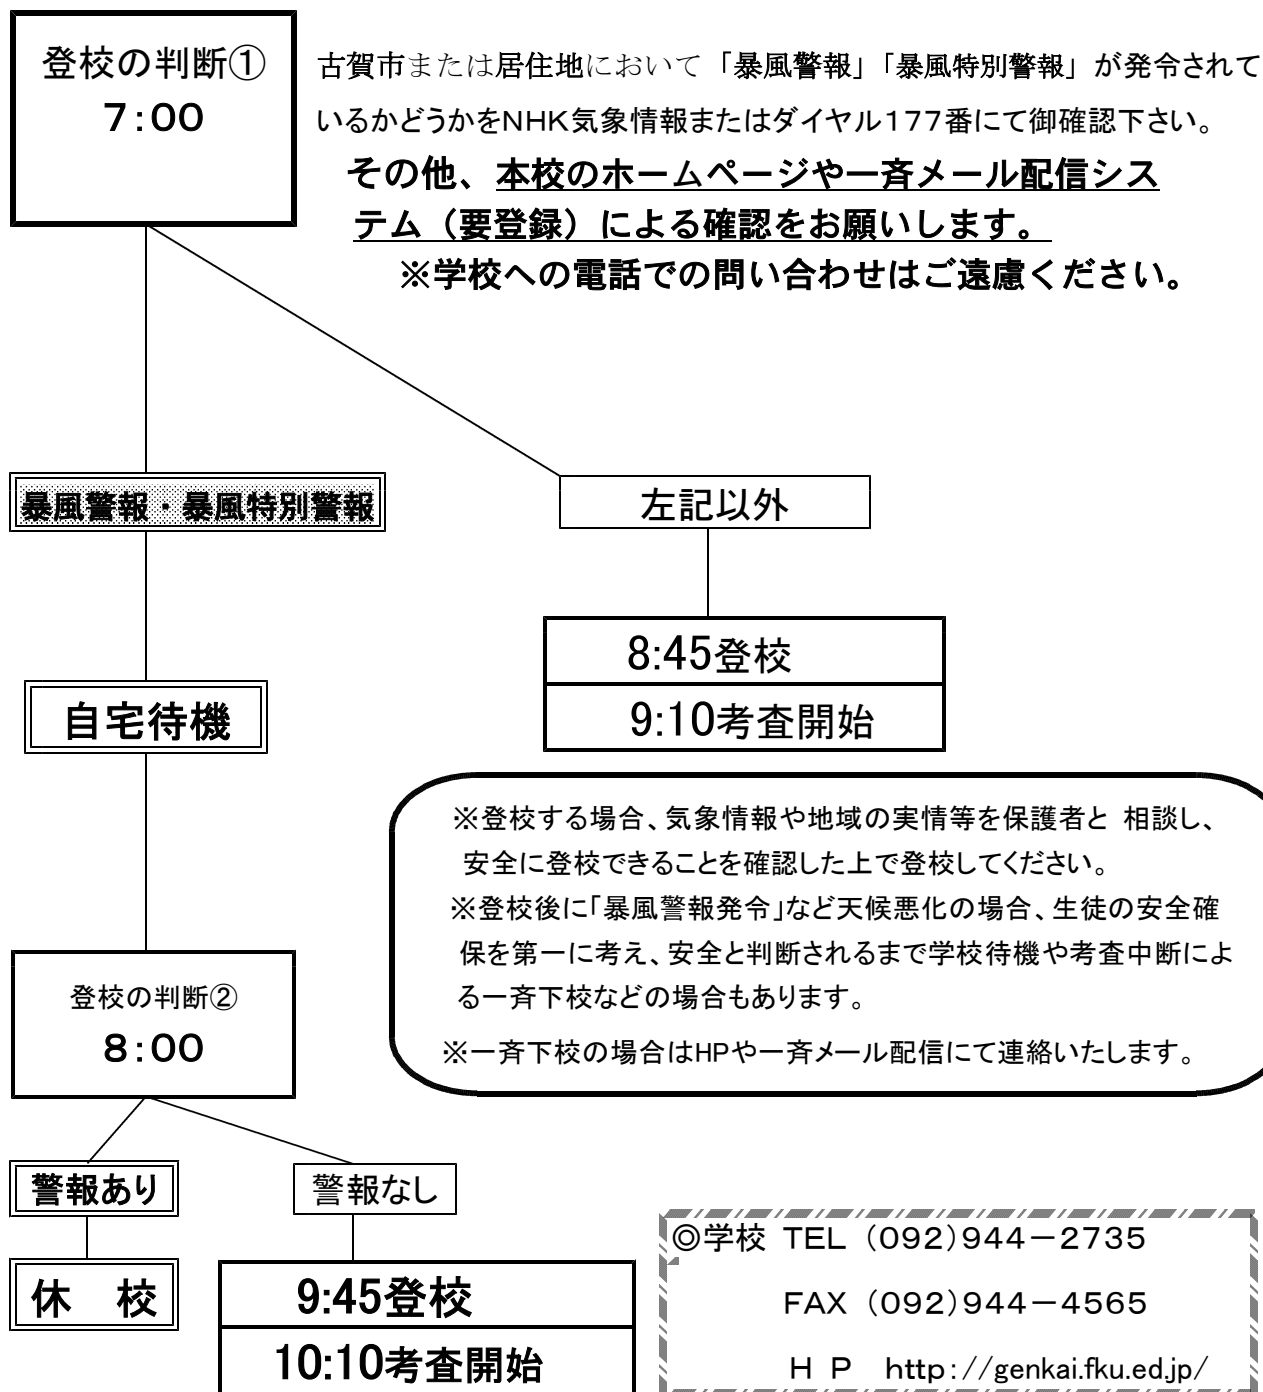 登校の判断①
7:00
古賀市または居住地において「暴風警報」「暴風特別警報」が発令されて
いるかどうかをNHK気象情報またはダイヤル177番にて御確認下さい。
その他、本校のホームページや一斉メール配信シス
テム（要登録）による確認をお願いします。
※学校への電話での問い合わせはご遠慮ください。
暴風警報・暴風特別警報
左記以外
8:45登校
9:10考査開始
自宅待機
※登校する場合、気象情報や地域の実情等を保護者と 相談し、
安全に登校できることを確認した上で登校してください。
※登校後に「暴風警報発令」など天候悪化の場合、生徒の安全確
保を第一に考え、安全と判断されるまで学校待機や考査中断によ
る一斉下校などの場合もあります。
※一斉下校の場合はHPや一斉メール配信にて連絡いたします。
登校の判断②
8:00
警報あり
警報なし
休　校
9:45登校
10:10考査開始
◎学校 TEL (092)944－2735
FAX (092)944－4565
ＨＰ http://genkai.fku.ed.jp/